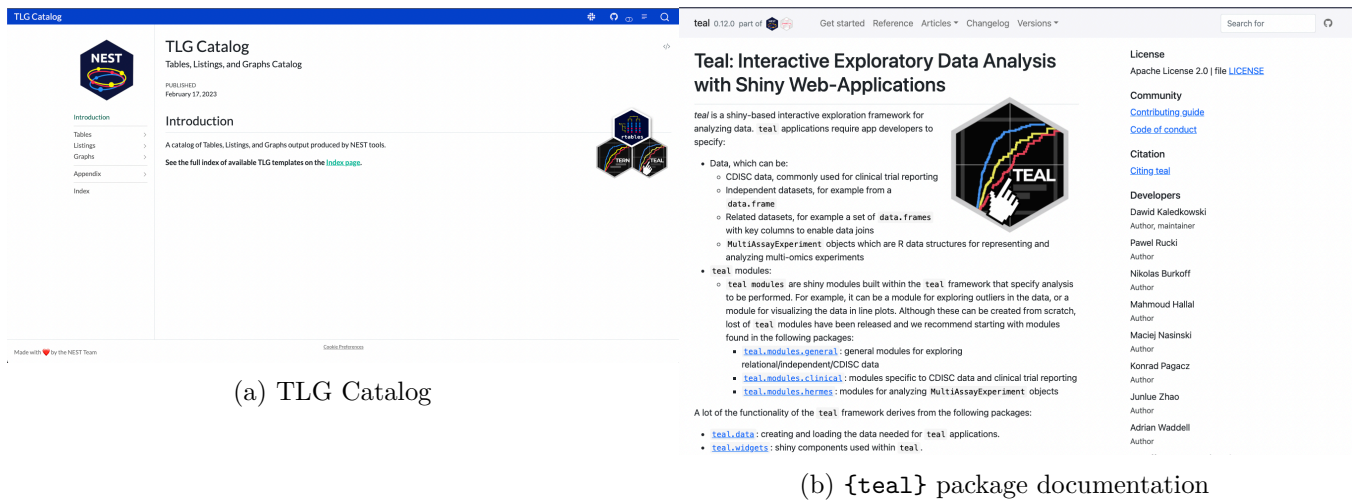 TLG Catalog
NEST
Introduction
Tables
Listings
Graphs
Appendix
Index
TLG Catalog
Tables, Listings, and Graphs Catalog
PUBLISHED
February 17, 2023
Introduction
A catalog of Tables, Listings, and Graphs output produced by NEST tools.
See the full index of available TLG templates on the Index page.
rtables
TERN
TEAL
Made with ❤️ by the NEST Team
Cookie Preferences
(a) TLG Catalog
teal 0.12.0 part of
Get started Reference Articles Changelog Versions
Search for
Teal: Interactive Exploratory Data Analysis
with Shiny Web-Applications
teal is a shiny-based interactive exploration framework for
analyzing data. teal applications require app developers to
specify:
• Data, which can be:
◦ CDISC data, commonly used for clinical trial reporting
◦ Independent datasets, for example from a
data.frame
◦ Related datasets, for example a set of data.frames
with key columns to enable data joins
◦ MultiAssayExperiment objects which are R data structures for representing and
analyzing multi-omics experiments
• teal modules:
◦ teal modules are shiny modules built within the teal framework that specify analysis
to be performed. For example, it can be a module for exploring outliers in the data, or a
module for visualizing the data in line plots. Although these can be created from scratch,
lost of teal modules have been released and we recommend starting with modules
found in the following packages:
▪ teal.modules.general : general modules for exploring
relational/independent/CDISC data
▪ teal.modules.clinical : modules specific to CDISC data and clinical trial reporting
▪ teal.modules.hermes : modules for analyzing MultiAssayExperiment objects
A lot of the functionality of the teal framework derives from the following packages:
• teal.data : creating and loading the data needed for teal applications.
• teal.widgets : shiny components used within teal.
TEAL
License
Apache License 2.0 | file LICENSE
Community
Contributing guide
Code of conduct
Citation
Citing teal
Developers
Dawid Kaledkowski
Author, maintainer
Pawel Rucki
Author
Nikolas Burkoff
Author
Mahmoud Hallal
Author
Maciej Nasinski
Author
Konrad Pagacz
Author
Junlue Zhao
Author
Adrian Waddell
Author
(b) {teal} package documentation